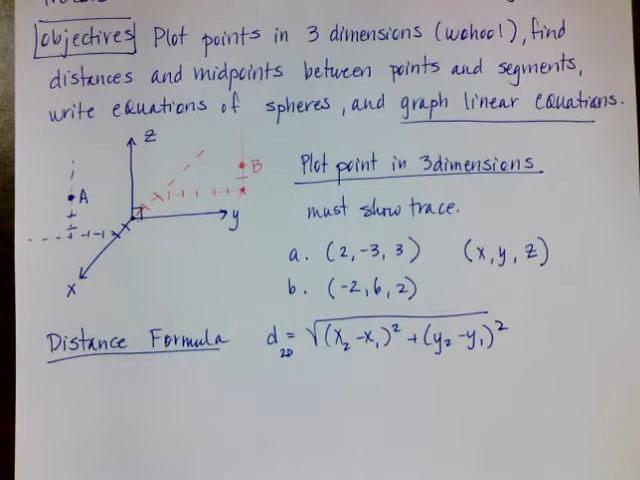 objectives Plot points in 3 dimensions (wohoo!), find
distances and midpoints between points and segments,
write equations of spheres, and graph linear equations.
z
A
B
y
x
Plot point in 3dimensions
must show trace.
a. (2,-3, 3) (x, y, z)
b. (-2, 6, 2)
Distance Formula d₂D = √(x₂ -x₁)² + (y₂ -y₁)²